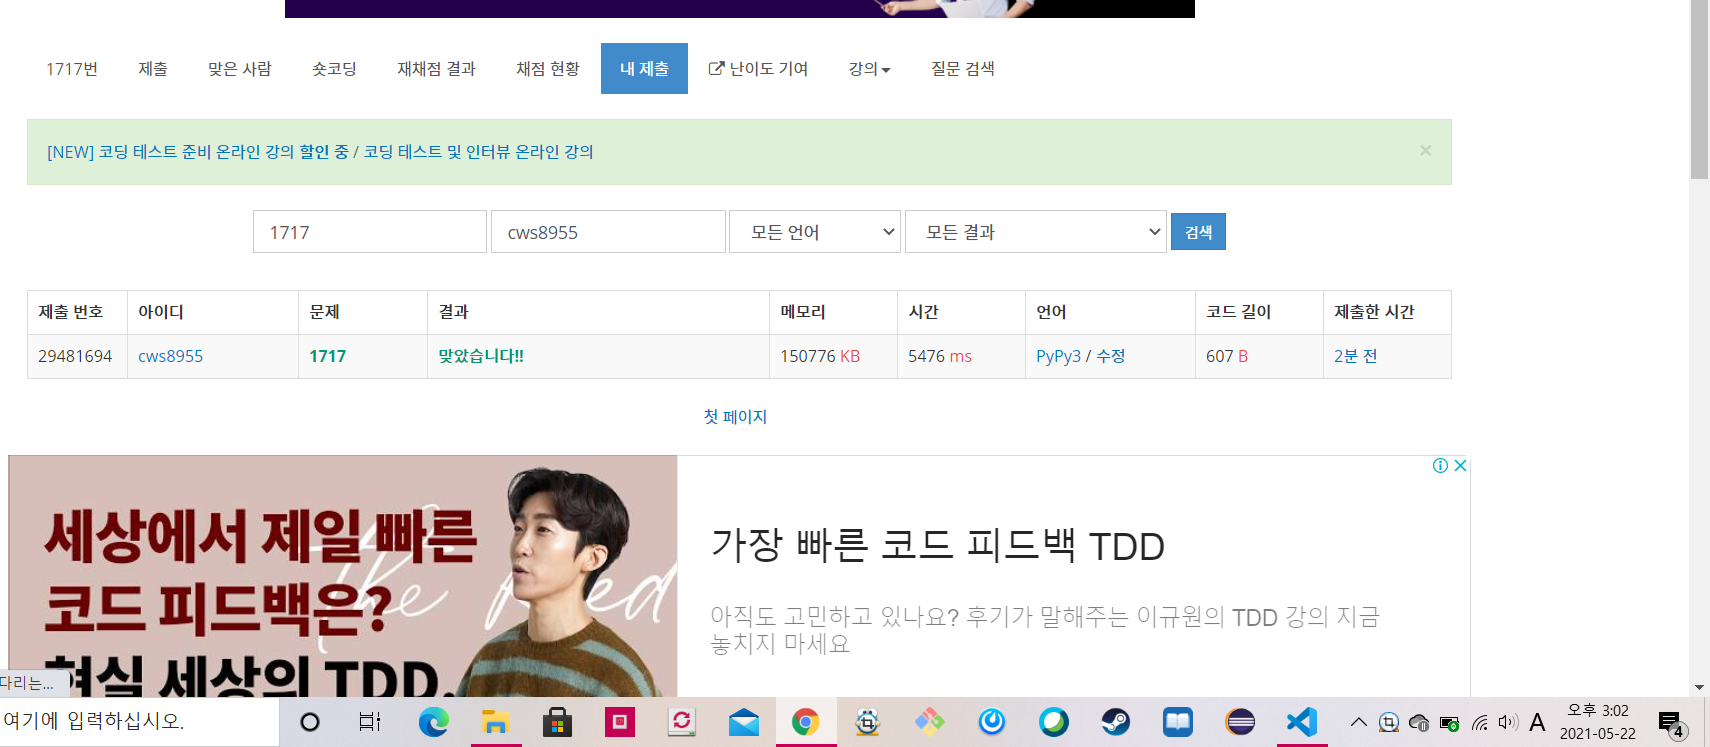 1717번 제출 맞은 사람 숏코딩 재채점 결과 채점 현황 내 제출 난이도 기여 강의 질문 검색
[NEW] 코딩 테스트 준비 온라인 강의 할인 중 / 코딩 테스트 및 인터뷰 온라인 강의 ×
1717 cws8955 모든 언어 모든 결과 검색
제출 번호 아이디 문제 결과 메모리 시간 언어 코드 길이 제출한 시간
29481694 cws8955 1717 맞았습니다!! 150776 KB 5476 ms PyPy3 / 수정 607 B 2분 전
첫 페이지
세상에서 제일 빠른
코드 피드백은?
현실 세상의 TDD.
the Red
가장 빠른 코드 피드백 TDD
아직도 고민하고 있나요? 후기가 말해주는 이규원의 TDD 강의 지금
놓치지 마세요
다리는...
여기에 입력하십시오.
A
오후 3:02
2021-05-22
4